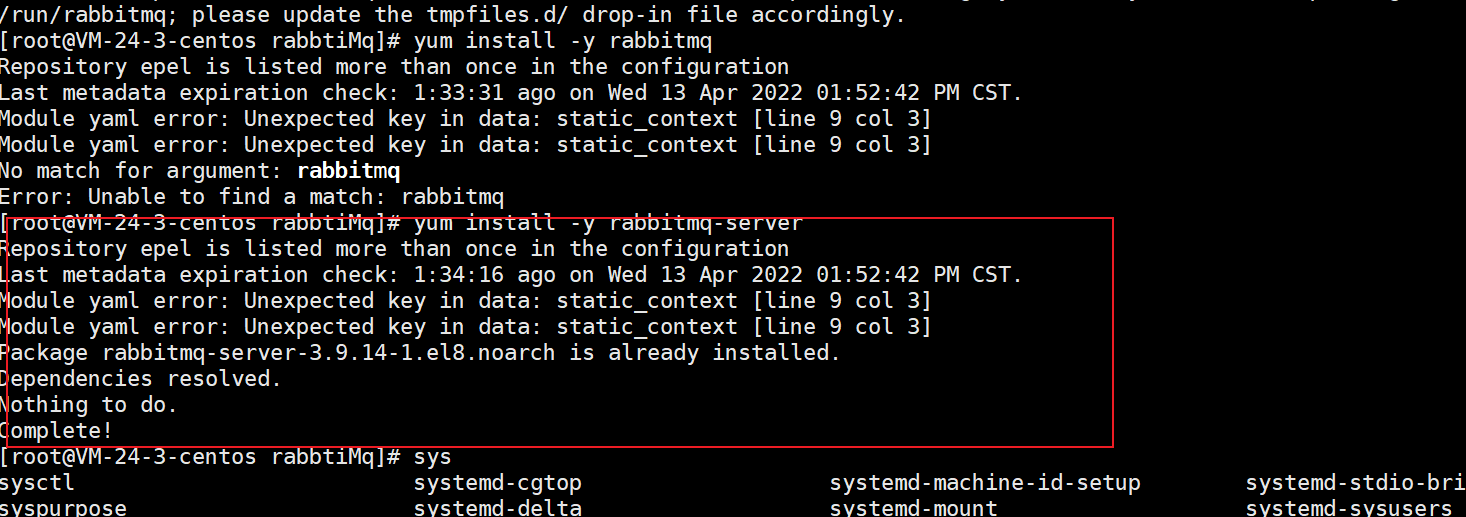 /run/rabbitmq; please update the tmpfiles.d/ drop-in file accordingly.
[root@VM-24-3-centos rabbtiMq]# yum install -y rabbitmq
Repository epel is listed more than once in the configuration
Last metadata expiration check: 1:33:31 ago on Wed 13 Apr 2022 01:52:42 PM CST.
Module yaml error: Unexpected key in data: static_context [line 9 col 3]
Module yaml error: Unexpected key in data: static_context [line 9 col 3]
No match for argument: rabbitmq
Error: Unable to find a match: rabbitmq
[root@VM-24-3-centos rabbtiMq]# yum install -y rabbitmq-server
Repository epel is listed more than once in the configuration
Last metadata expiration check: 1:34:16 ago on Wed 13 Apr 2022 01:52:42 PM CST.
Module yaml error: Unexpected key in data: static_context [line 9 col 3]
Module yaml error: Unexpected key in data: static_context [line 9 col 3]
Package rabbitmq-server-3.9.14-1.el8.noarch is already installed.
Dependencies resolved.
Nothing to do.
Complete!
[root@VM-24-3-centos rabbtiMq]# sys
sysctl systemd-cgtop systemd-machine-id-setup systemd-stdio-bri
syspurpose systemd-delta systemd-mount systemd-sysusers